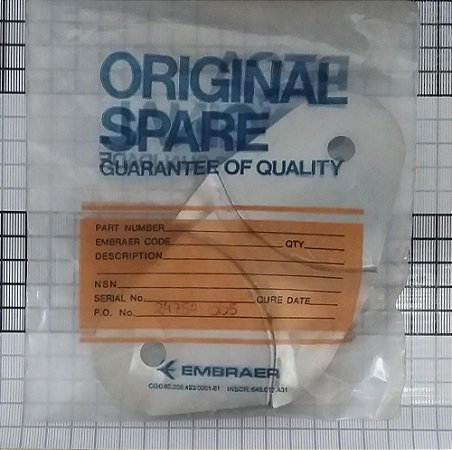 ORIGINAL
SPARE
GUARANTEE OF QUALITY
PART NUMBER
EMBRAER CODE QTY
DESCRIPTION
NSN
SERIAL No. CURE DATE
P.O. No.
EMBRAER